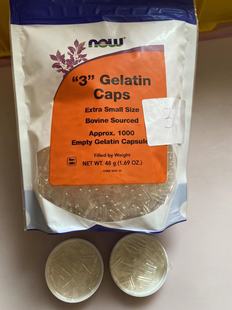 now
"3" Gelatin
Caps
Extra Small Size
Bovine Sourced
Approx. 1000
Empty Gelatin Capsule
Filled by Weight
NET WT. 48 g (1.69 OZ.)